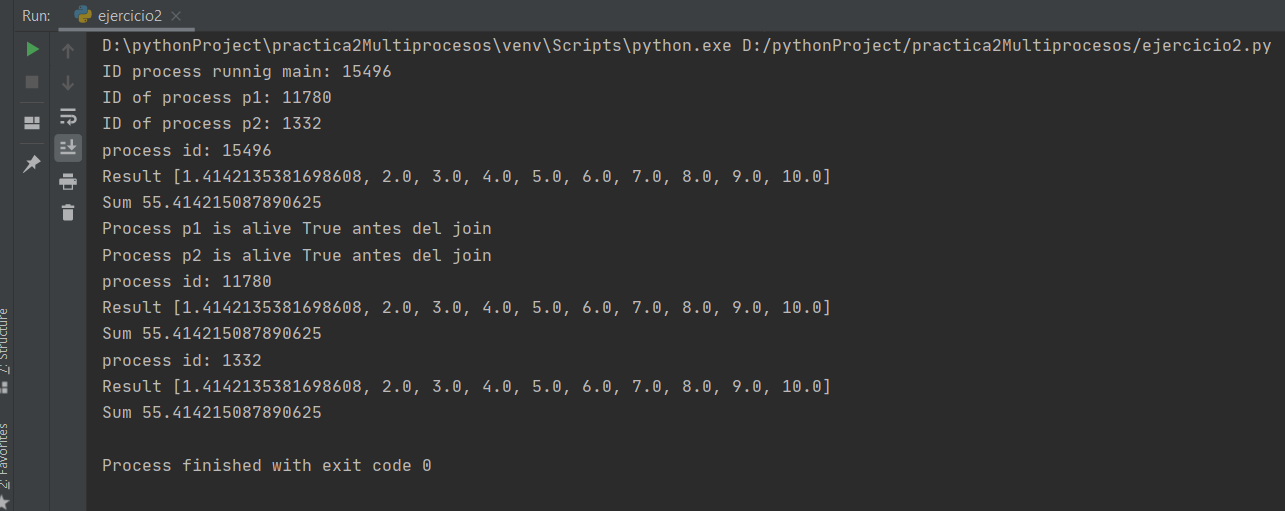 Run:
ejercicio2
D:\pythonProject\practica2Multiprocesos\venv\Scripts\python.exe D:/pythonProject/practica2Multiprocesos/ejercicio2.py
ID process runnig main: 15496
ID of process p1: 11780
ID of process p2: 1332
process id: 15496
Result [1.4142135381698608, 2.0, 3.0, 4.0, 5.0, 6.0, 7.0, 8.0, 9.0, 10.0]
Sum 55.414215087890625
Process p1 is alive True antes del join
Process p2 is alive True antes del join
process id: 11780
Result [1.4142135381698608, 2.0, 3.0, 4.0, 5.0, 6.0, 7.0, 8.0, 9.0, 10.0]
Sum 55.414215087890625
process id: 1332
Result [1.4142135381698608, 2.0, 3.0, 4.0, 5.0, 6.0, 7.0, 8.0, 9.0, 10.0]
Sum 55.414215087890625
Process finished with exit code 0
7: Structure
2: Favorites